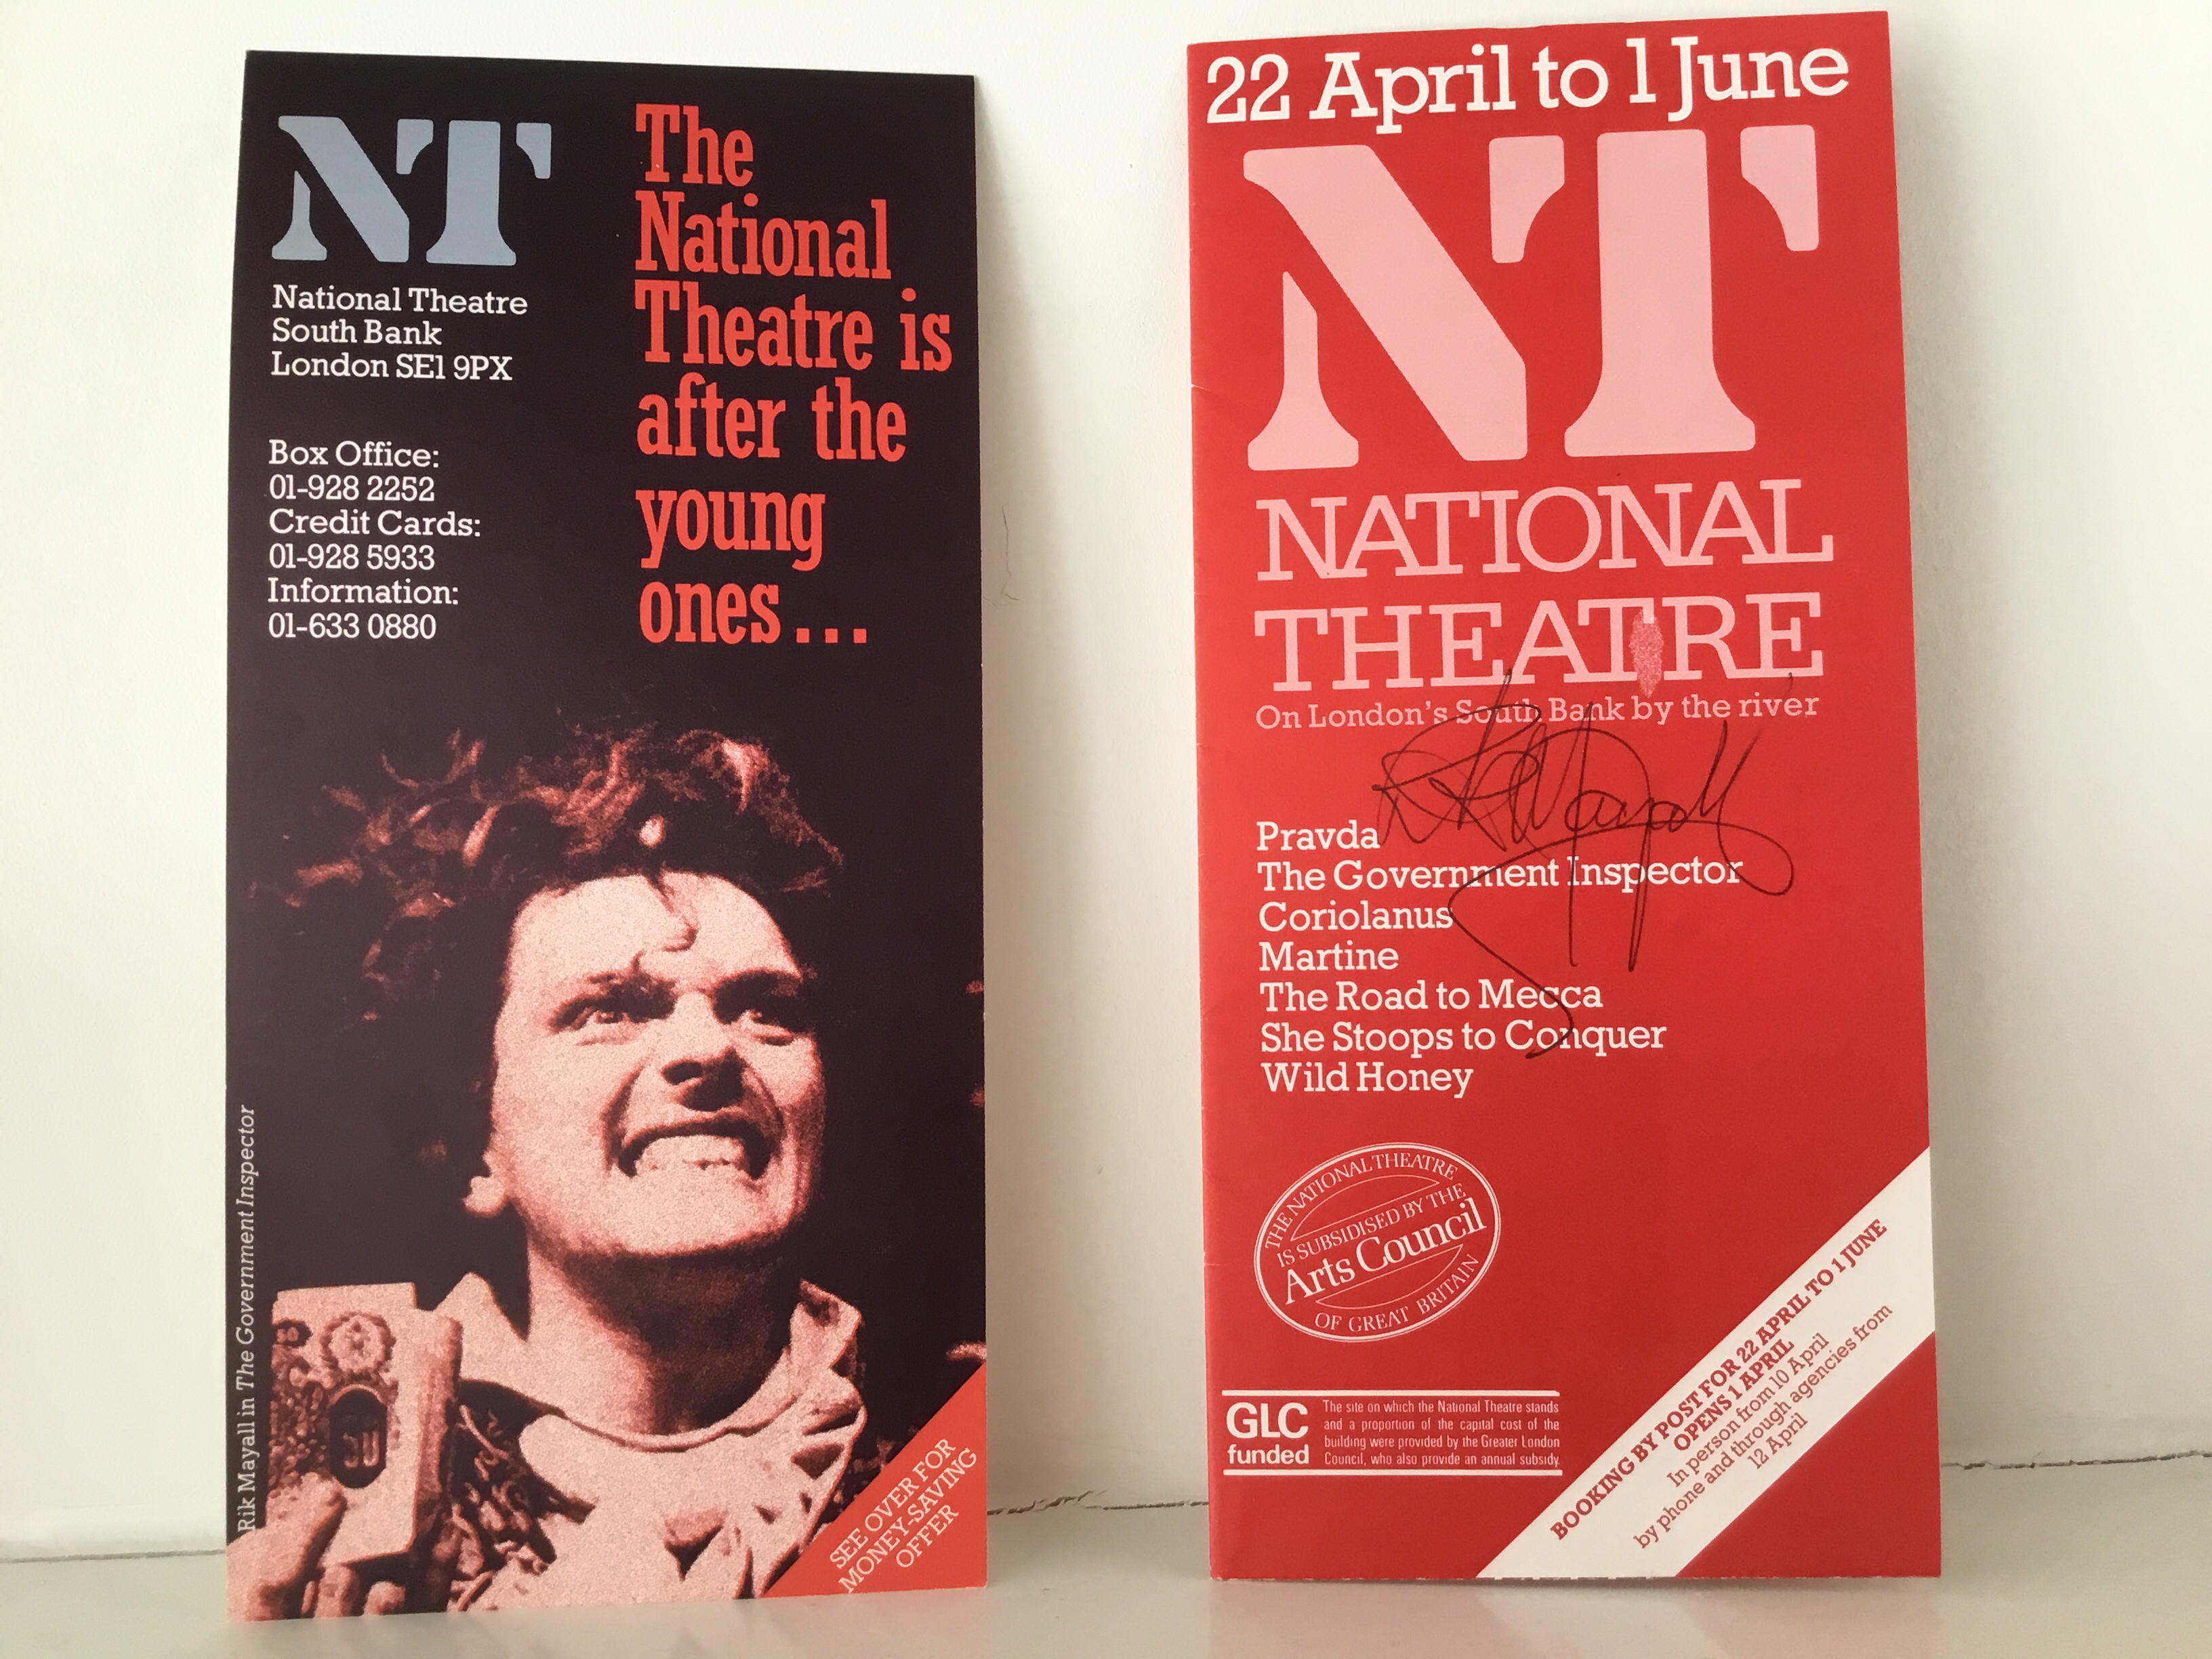 NT
National Theatre
South Bank
London SE1 9PX
Box Office:
01-928 2252
Credit Cards:
01-928 5933
Information:
01-633 0880
The
National
Theatre is
after the
young
ones...
Rik Mayall in The Government Inspector
SEE OVER FOR
MONEY-SAVING
OFFER
22 April to 1 June
NT
NATIONAL
THEATRE
On London's South Bank by the river
Rik Mayall
Pravda
The Government Inspector
Coriolanus
Martine
The Road to Mecca
She Stoops to Conquer
Wild Honey
THE NATIONAL THEATRE
IS SUBSIDISED BY THE
Arts Council
OF GREAT BRITAIN
GLC
funded
The site on which the National Theatre stands
and a proportion of the capital cost of the
building were provided by the Greater London
Council, who also provide an annual subsidy.
BOOKING BY POST FOR 22 APRIL TO 1 JUNE
OPENS 1 APRIL
In person from 10 April
by phone and through agencies from
12 April